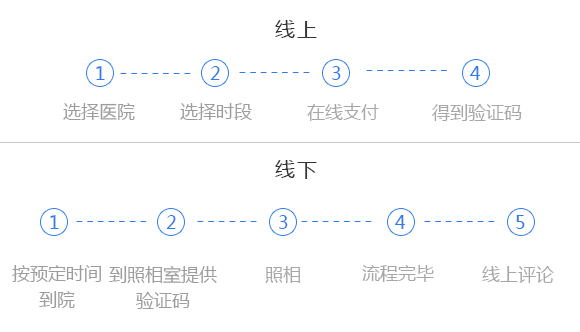 线上
1 2 3 4
选择医院 选择时段 在线支付 得到验证码
线下
1 2 3 4 5
按预定时间 到照相室提供 照相 流程完毕 线上评论
到院 验证码